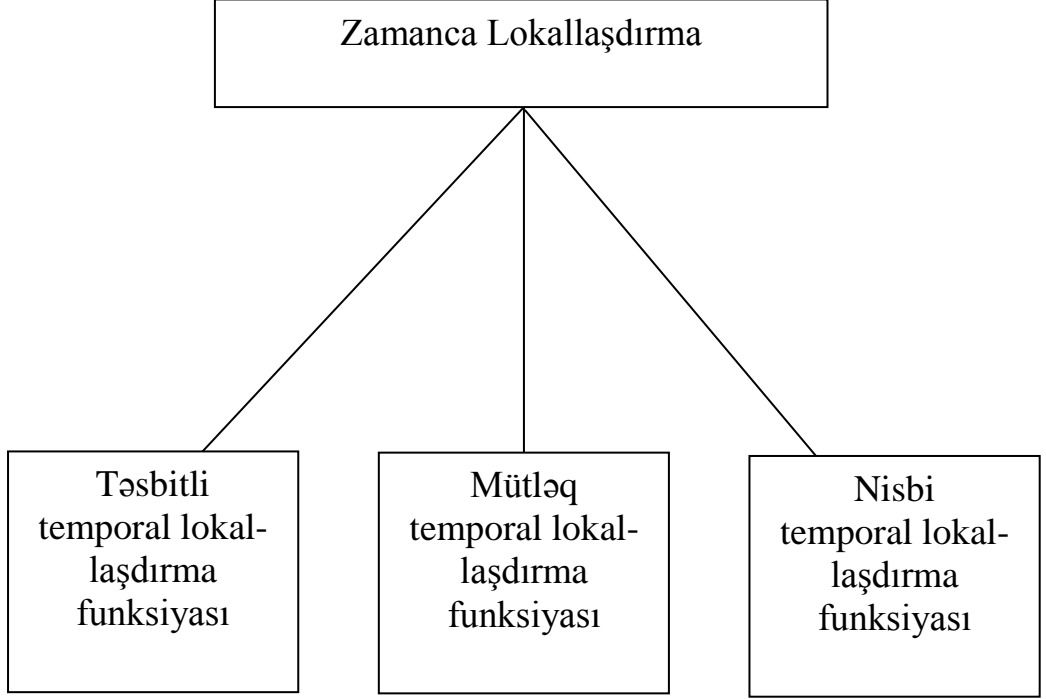 Zamanca Lokallaşdırma
Təsbitli
temporal lokal-
laşdırma
funksiyası
Mütləq
temporal lokal-
laşdırma
funksiyası
Nisbi
temporal lokal-
laşdırma
funksiyası